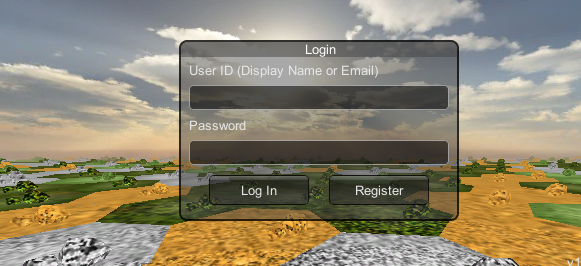 Login
User ID (Display Name or Email)
Password
Log In
Register